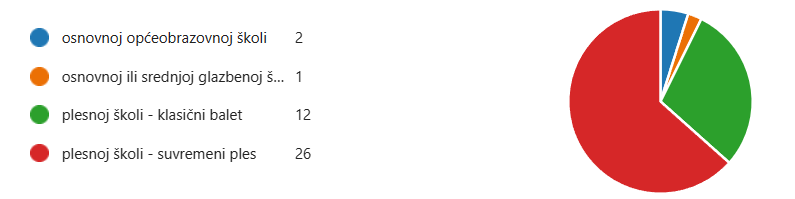 osnovnoj općeobrazovnoj školi 2
osnovnoj ili srednjoj glazbenoj š... 1
plesnoj školi - klasični balet 12
plesnoj školi - suvremeni ples 26